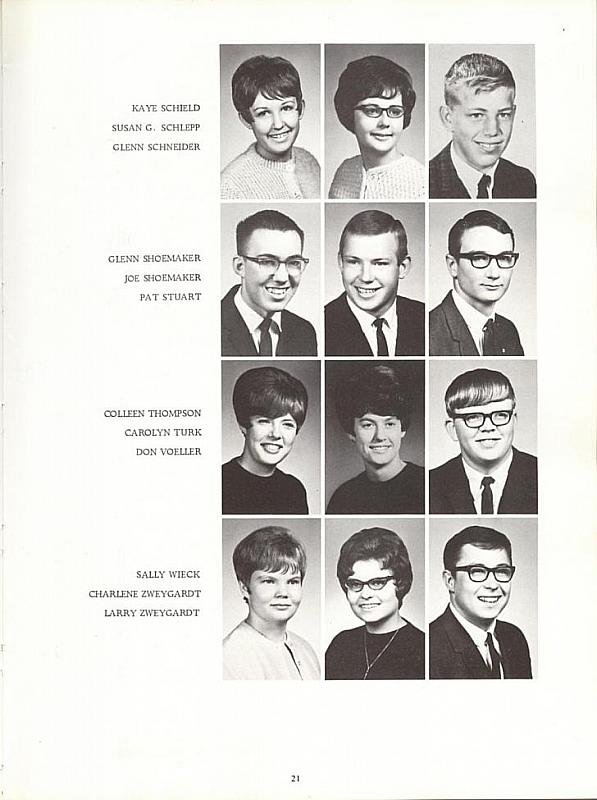 KAYE SCHIELD
SUSAN G. SCHLEPP
GLENN SCHNEIDER
GLENN SHOEMAKER
JOE SHOEMAKER
PAT STUART
COLLEEN THOMPSON
CAROLYN TURK
DON VOELLER
SALLY WIECK
CHARLENE ZWEYGARDT
LARRY ZWEYGARDT
21